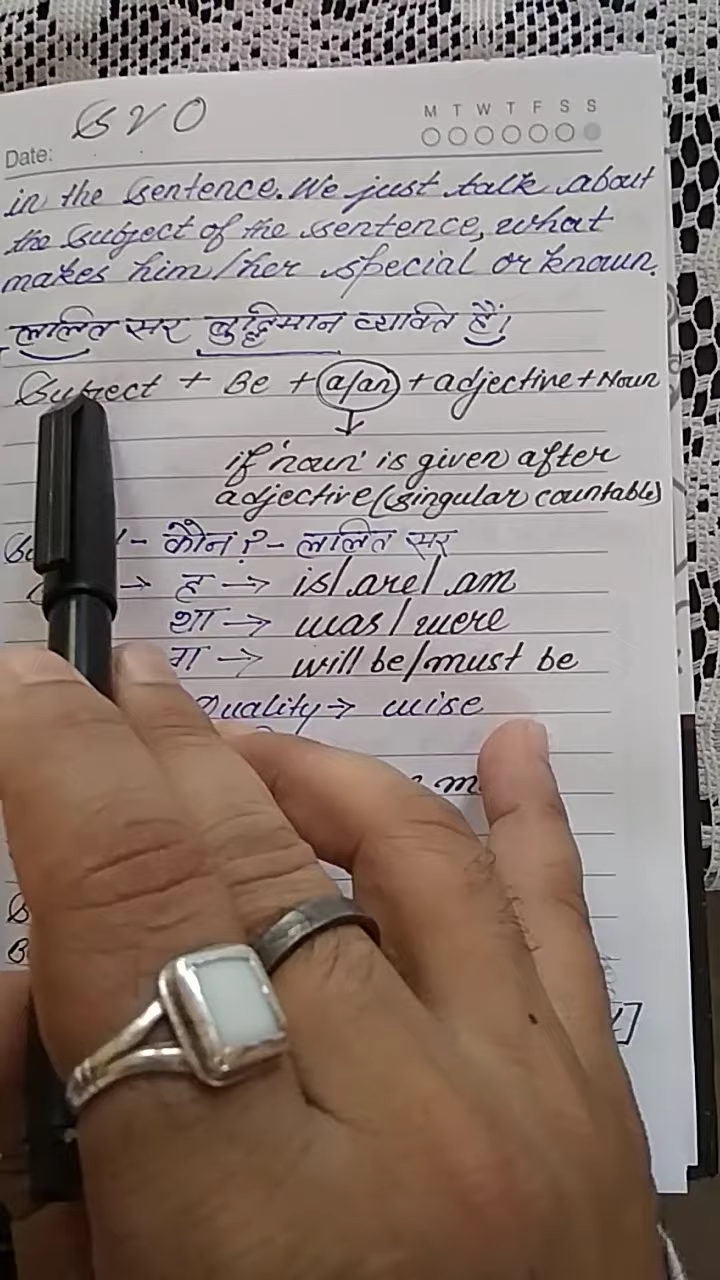 SVO
M T W T F S S
Date:
in the sentence. We just talk about
the subject of the sentence, what
makes him/her special or known.
ललित सर बुद्धिमान व्यक्ति हैं।
Subject + Be + a/an + adjective + Noun
if 'noun' is given after
adjective (singular countable)
- कौन ? - ललित सर
→ ह → is/are/am
था → was/were
गा → will be/must be
Quality → wise